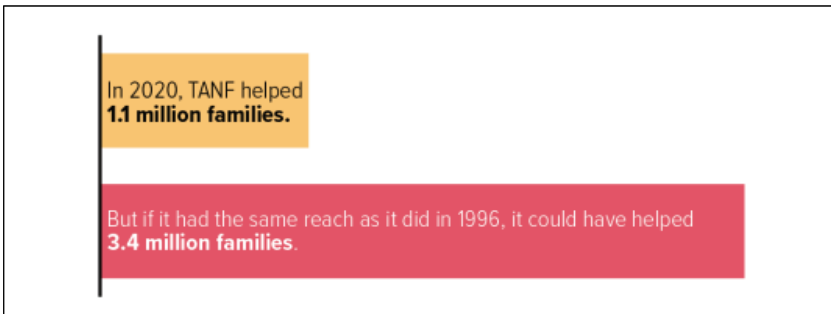 In 2020, TANF helped
1.1 million families.
But if it had the same reach as it did in 1996, it could have helped
3.4 million families.